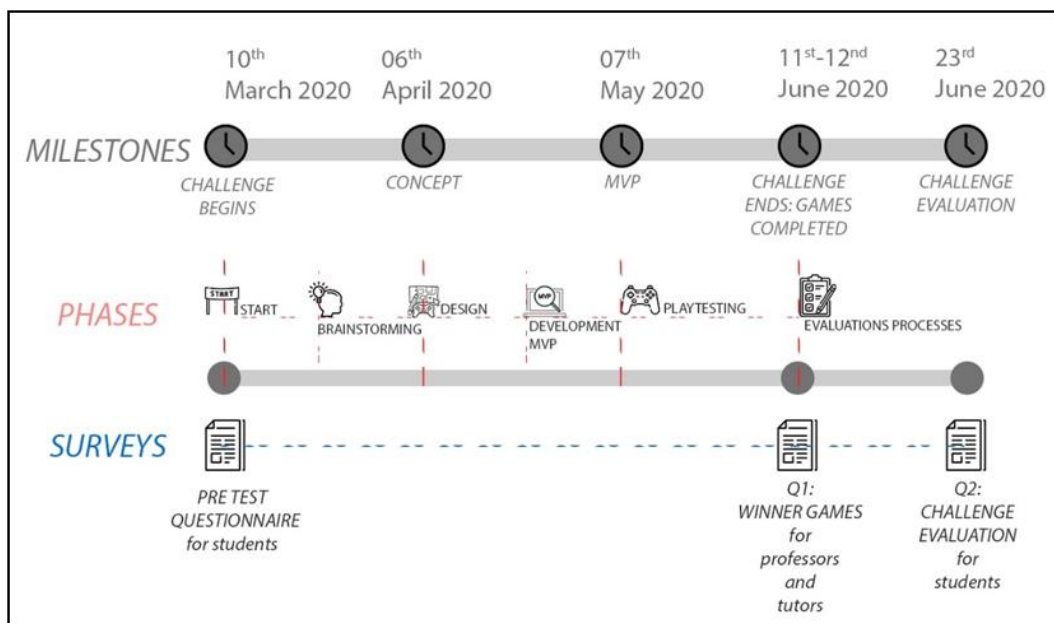 10th
March 2020
06th
April 2020
07th
May 2020
11st-12nd
June 2020
23rd
June 2020
MILESTONES
CHALLENGE
BEGINS
CONCEPT
MVP
CHALLENGE
ENDS: GAMES
COMPLETED
CHALLENGE
EVALUATION
PHASES
START
START
BRAINSTORMING
DESIGN
MVP
DEVELOPMENT
MVP
PLAYTESTING
EVALUATIONS PROCESSES
SURVEYS
PRE TEST
QUESTIONNAIRE
for students
Q1:
WINNER GAMES
for
professors
and
tutors
Q2:
CHALLENGE
EVALUATION
for
students